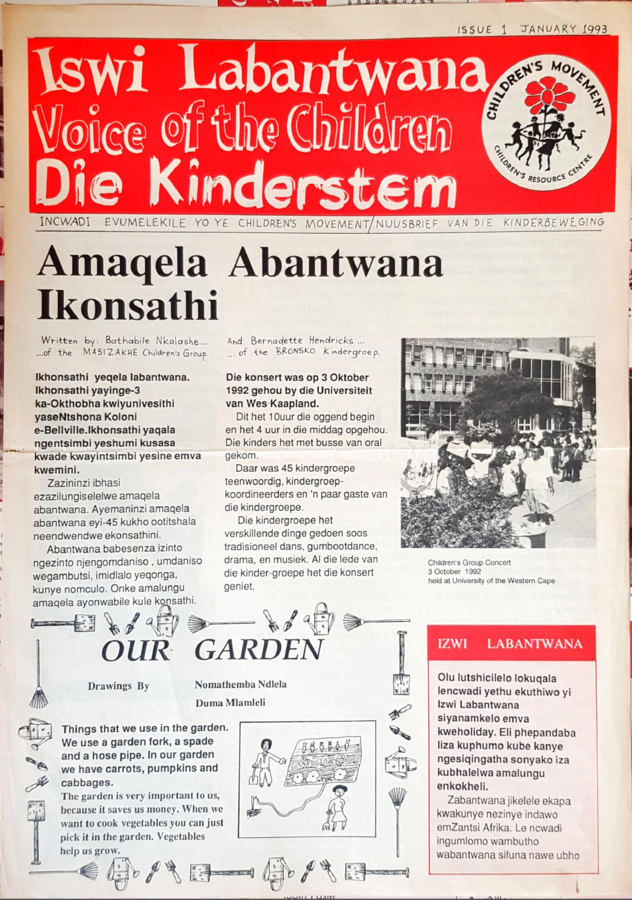 ISSUE 1 JANUARY 1993
Iswi Labantwana
Voice of the Children
Die Kinderstem
CHILDREN'S MOVEMENT
CHILDREN'S RESOURCE CENTRE
INCWADI EVUMELEKILE YO YE CHILDREN'S MOVEMENT/NUUSBRIEF VAN DIE KINDERBEWEGING
Amaqela Abantwana
Ikonsathi
Written by: Bathabile Nkalashe...
...of the MASIZAKHE Children's Group.
Ikhonsathi yeqela labantwana.
Ikhonsathi yayinge-3
ka-Okthobha kwiyunivesithi
yaseNtshona Koloni
e-Bellville.Ikhonsathi yaqala
ngentsimbi yeshumi kusasa
kwade kwayintsimbi yesine emva
kwemini.
Zazininzi ibhasi
ezazilungiselelwe amaqela
abantwana. Ayemaninzi amaqela
abantwana eyi-45 kukho ootitshala
neendwendwe ekonsathini.
Abantwana babesenza izinto
ngezinto njengomdaniso , umdaniso
wegambutsi, imidlalo yeqonga,
kunye nomculo. Onke amalungu
amaqela ayonwabile kule konsathi.
And Bernadette Hendricks ...
... of the BRONSKO Kindergroep.
Die konsert was op 3 Oktober
1992 gehou by die Universiteit
van Wes-Kaapland.
Dit het 10uur die oggend begin
en het 4 uur in die middag opgehou.
Die kinders het met busse van oral
gekom.
Daar was 45 kindergroepe
teenwoordig, kindergroep-
koordineerders en 'n paar gaste van
die kindergroepe.
Die kindergroepe het
verskillende dinge gedoen soos
tradisioneel dans, gumbootdance,
drama, en musiek. Al die lede van
die kinder-groepe het die konsert
geniet.
Children's Group Concert
3 October 1992
held at University of the Western Cape
OUR GARDEN
Drawings By Nomathemba Ndlela
Duma Mlamleli
Things that we use in the garden.
We use a garden fork, a spade
and a hose pipe. In our garden
we have carrots, pumpkins and
cabbages.
The garden is very important to us,
because it saves us money. When we
want to cook vegetables you can just
pick it in the garden. Vegetables
help us grow.
IZWI LABANTWANA
Olu lutshicilelo lokuqala
lencwadi yethu ekuthiwo yi
Izwi Labantwana
siyanamkelo emva
kweholiday. Eli phepandaba
liza kuphumo kube kanye
ngesiqingatha sonyako iza
kubhalelwa amalungu
enkokheli.
Zabantwana jikelele ekapa
kwakunye nezinye indawo
emZantsi Afrika. Le ncwadi
ingumlomo wambutho
wabantwana sifuna nawe ubho